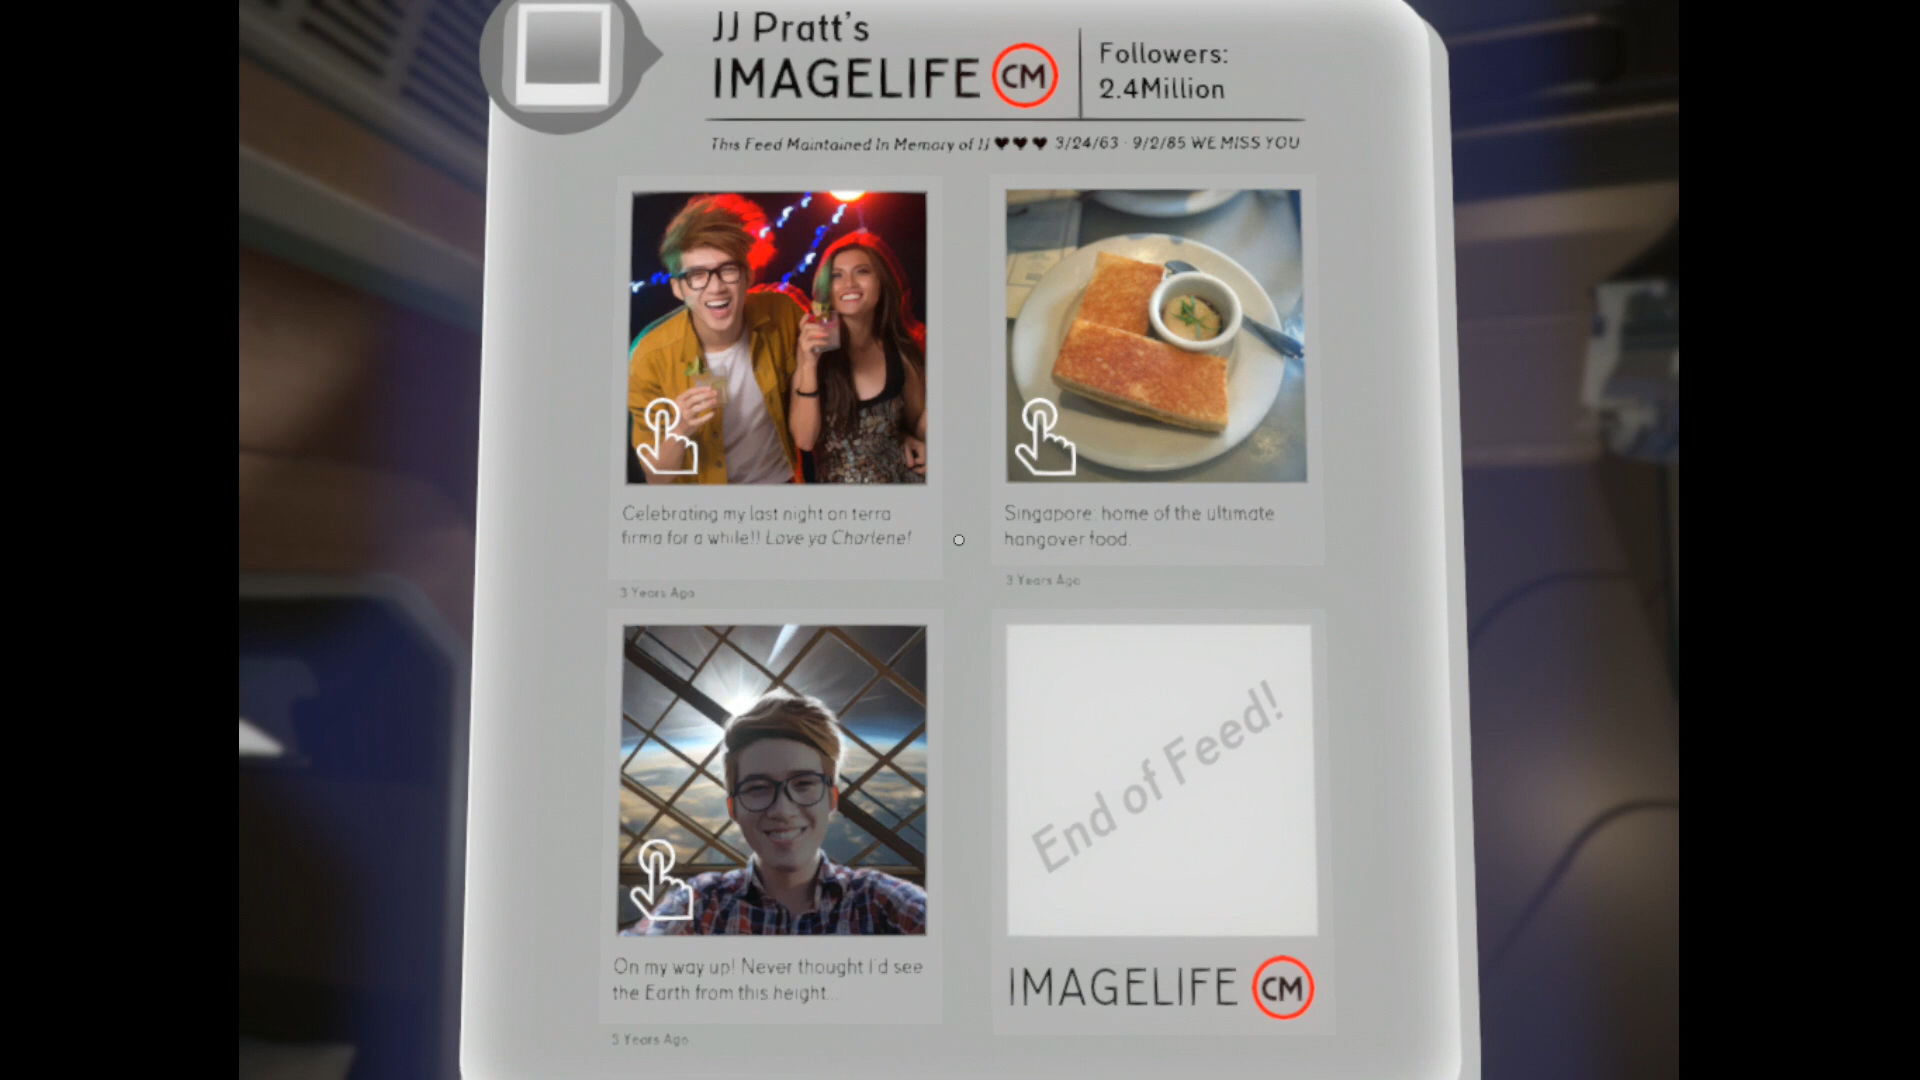 JJ Pratt's
IMAGELIFE CM
Followers:
2.4Million
This Feed Maintained In Memory of JJ ♥♥♥ 3/24/63 - 9/2/85 WE MISS YOU
Celebrating my last night on terra
firma for a while!! Love ya Charlene!
3 Years Ago
Singapore: home of the ultimate
hangover food.
3 Years Ago
On my way up! Never thought I'd see
the Earth from this height...
3 Years Ago
End of Feed!
IMAGELIFE CM